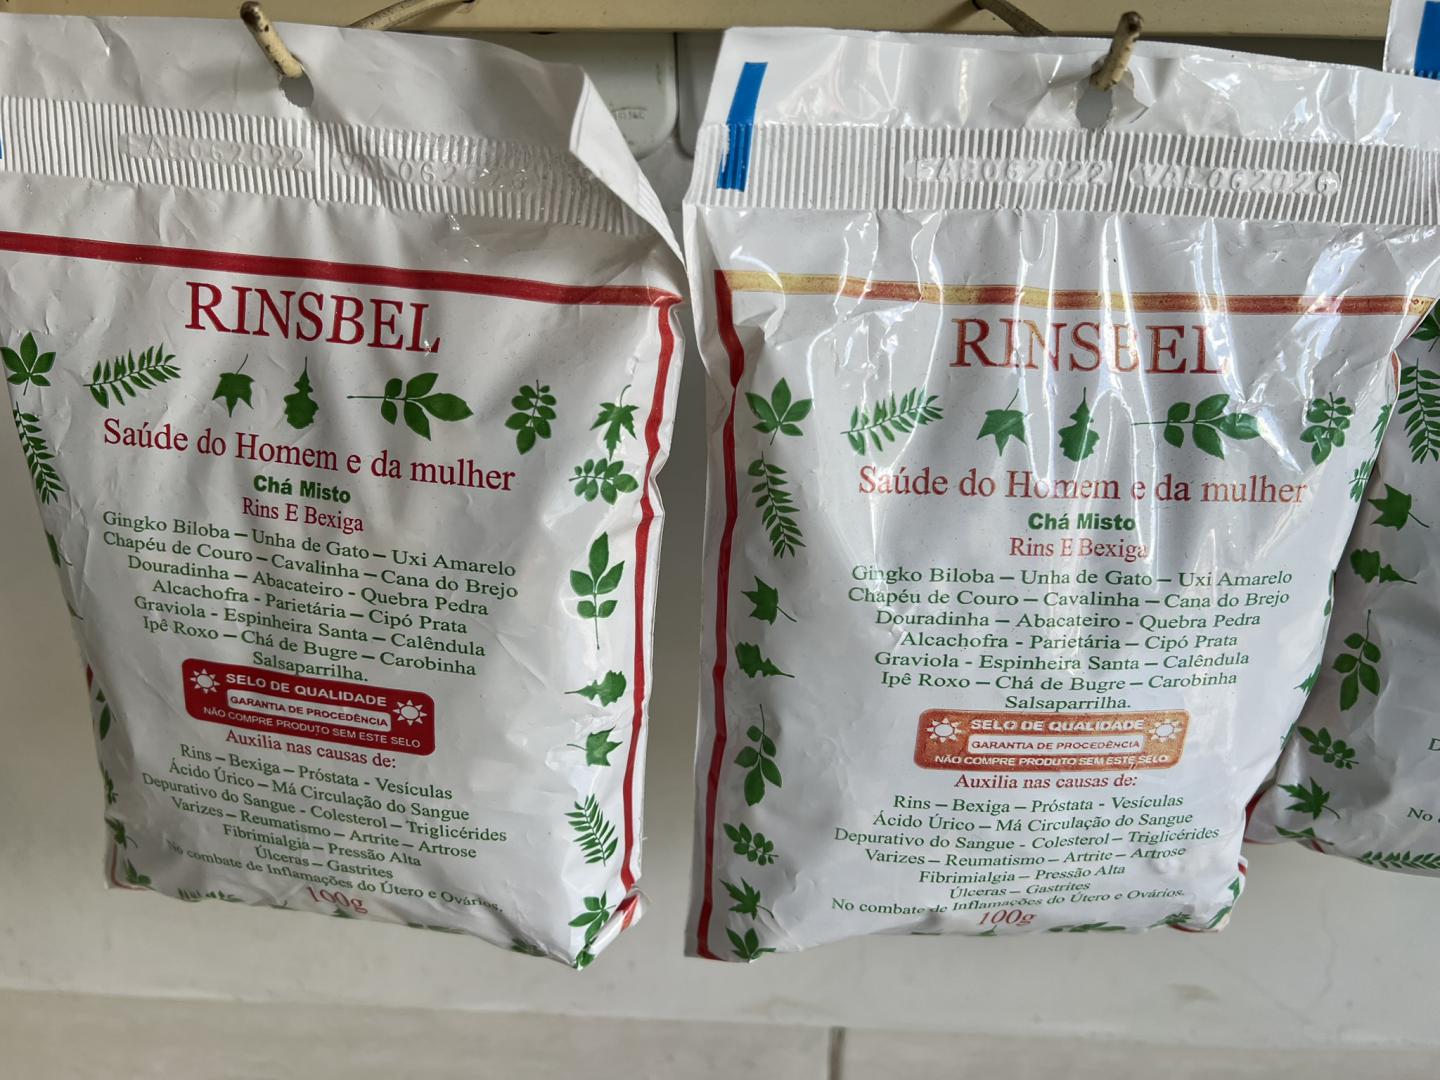 062022
RINSBEL
Saúde do Homem e da mulher
Chá Misto
Rins E Bexiga
Gingko Biloba – Unha de Gato – Uxi Amarelo
Chapéu de Couro – Cavalinha – Cana do Brejo
Douradinha – Abacateiro - Quebra Pedra
Alcachofra - Parietária – Cipó Prata
Graviola - Espinheira Santa – Calêndula
Ipê Roxo – Chá de Bugre – Carobinha
Salsaparrilha.
SELO DE QUALIDADE
GARANTIA DE PROCEDÊNCIA
NÃO COMPRE PRODUTO SEM ESTE SELO
Auxilia nas causas de:
Rins – Bexiga – Próstata - Vesículas
Ácido Úrico – Má Circulação do Sangue
Depurativo do Sangue - Colesterol – Triglicérides
Varizes – Reumatismo – Artrite – Artrose
Fibrimialgia – Pressão Alta
Úlceras – Gastrites
No combate de Inflamações do Útero e Ovários.
100g
FAB062022 VAL062026
RINSBEL
Saúde do Homem e da mulher
Chá Misto
Rins E Bexiga
Gingko Biloba – Unha de Gato – Uxi Amarelo
Chapéu de Couro – Cavalinha – Cana do Brejo
Douradinha – Abacateiro - Quebra Pedra
Alcachofra - Parietária – Cipó Prata
Graviola - Espinheira Santa – Calêndula
Ipê Roxo – Chá de Bugre – Carobinha
Salsaparrilha.
SELO DE QUALIDADE
GARANTIA DE PROCEDÊNCIA
NÃO COMPRE PRODUTO SEM ESTE SELO
Auxilia nas causas de:
Rins – Bexiga – Próstata - Vesículas
Ácido Úrico – Má Circulação do Sangue
Depurativo do Sangue - Colesterol – Triglicérides
Varizes – Reumatismo – Artrite – Artrose
Fibrimialgia – Pressão Alta
Úlceras – Gastrites
No combate de Inflamações do Útero e Ovários.
100g
No